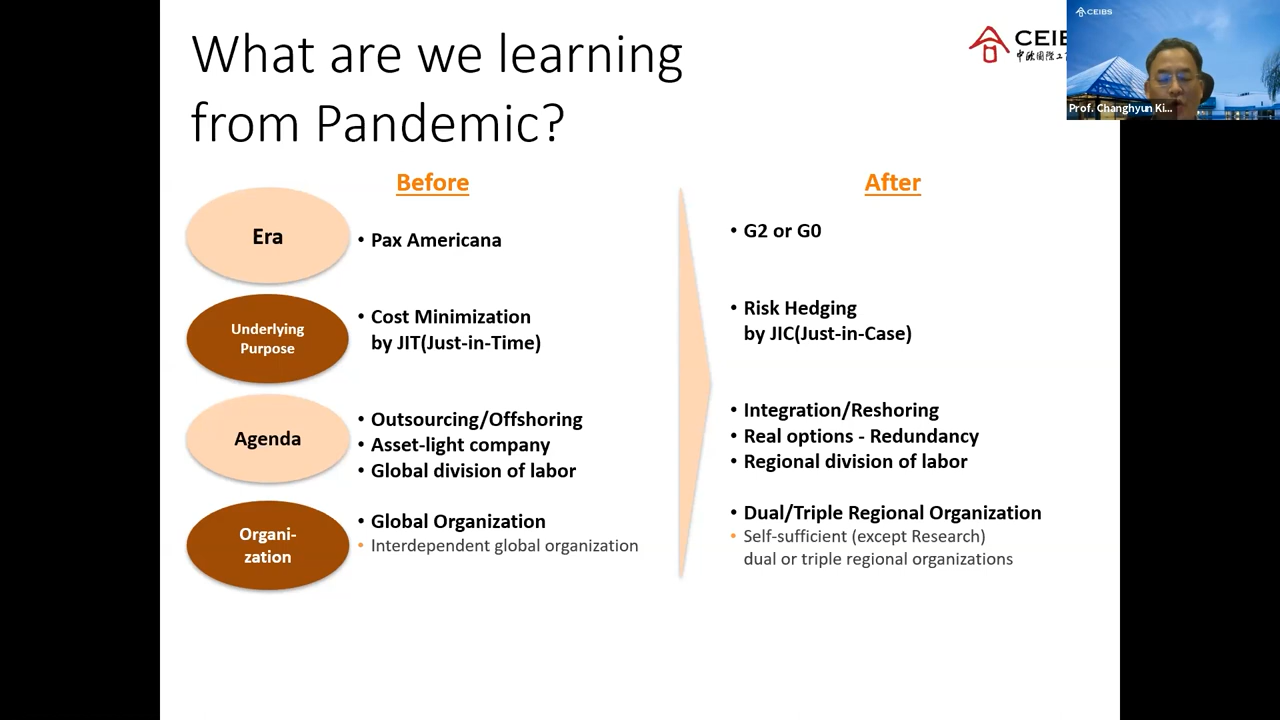 What are we learning
from Pandemic?
CEIBS
Prof. Changhyun Ki...
Before
After
Era
• Pax Americana
• G2 or G0
Underlying
Purpose
• Cost Minimization
by JIT(Just-in-Time)
• Risk Hedging
by JIC(Just-in-Case)
Agenda
• Outsourcing/Offshoring
• Asset-light company
• Global division of labor
• Integration/Reshoring
• Real options - Redundancy
• Regional division of labor
Organi-
zation
• Global Organization
• Interdependent global organization
• Dual/Triple Regional Organization
• Self-sufficient (except Research)
dual or triple regional organizations